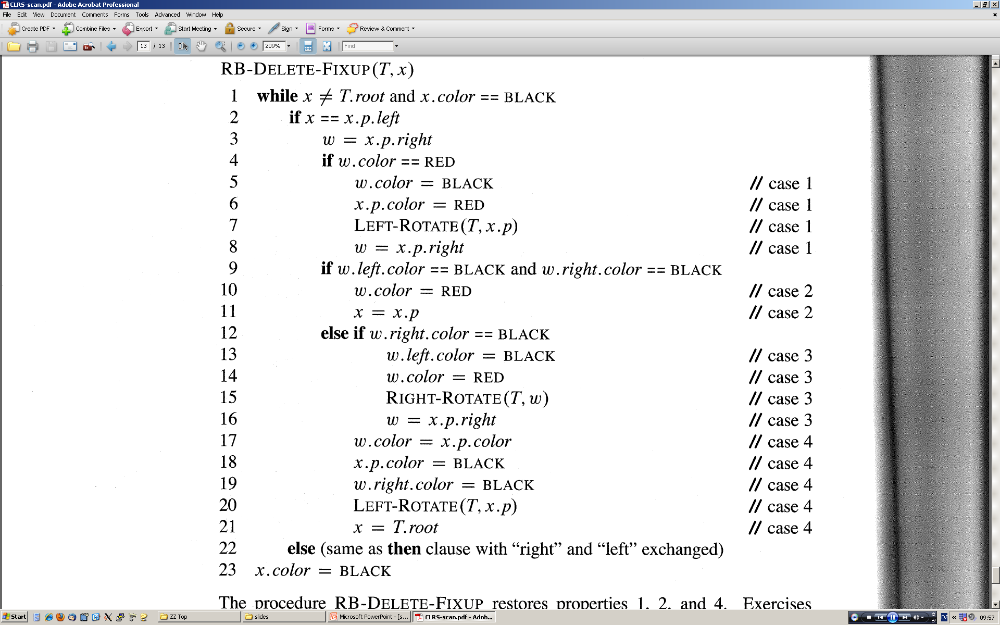 CLRS-scan.pdf - Adobe Acrobat Professional
File Edit View Document Comments Forms Tools Advanced Window Help
Create PDF Combine Files Export Start Meeting Secure Sign Forms Review & Comment
13 / 13 209% Find
RB-DELETE-FIXUP(T, x)
1 while x ≠ T.root and x.color == BLACK
2 if x == x.p.left
3 w = x.p.right
4 if w.color == RED
5 w.color = BLACK // case 1
6 x.p.color = RED // case 1
7 LEFT-ROTATE(T, x.p) // case 1
8 w = x.p.right // case 1
9 if w.left.color == BLACK and w.right.color == BLACK
10 w.color = RED // case 2
11 x = x.p // case 2
12 else if w.right.color == BLACK
13 w.left.color = BLACK // case 3
14 w.color = RED // case 3
15 RIGHT-ROTATE(T, w) // case 3
16 w = x.p.right // case 3
17 w.color = x.p.color // case 4
18 x.p.color = BLACK // case 4
19 w.right.color = BLACK // case 4
20 LEFT-ROTATE(T, x.p) // case 4
21 x = T.root // case 4
22 else (same as then clause with “right” and “left” exchanged)
23 x.color = BLACK
The procedure RB-DELETE-FIXUP restores properties 1, 2, and 4. Exercises
Start ZZ Top slides Microsoft PowerPoint - [s... CLRS-scan.pdf - Adob... DA « 09:57